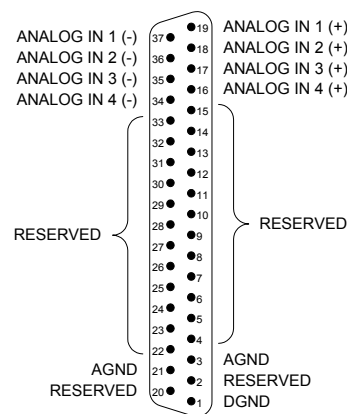 ANALOG IN 1 (-)
ANALOG IN 2 (-)
ANALOG IN 3 (-)
ANALOG IN 4 (-)
RESERVED
AGND
RESERVED
37
36
35
34
33
32
31
30
29
28
27
26
25
24
23
22
21
20
19
18
17
16
15
14
13
12
11
10
9
8
7
6
5
4
3
2
1
ANALOG IN 1 (+)
ANALOG IN 2 (+)
ANALOG IN 3 (+)
ANALOG IN 4 (+)
RESERVED
AGND
RESERVED
DGND